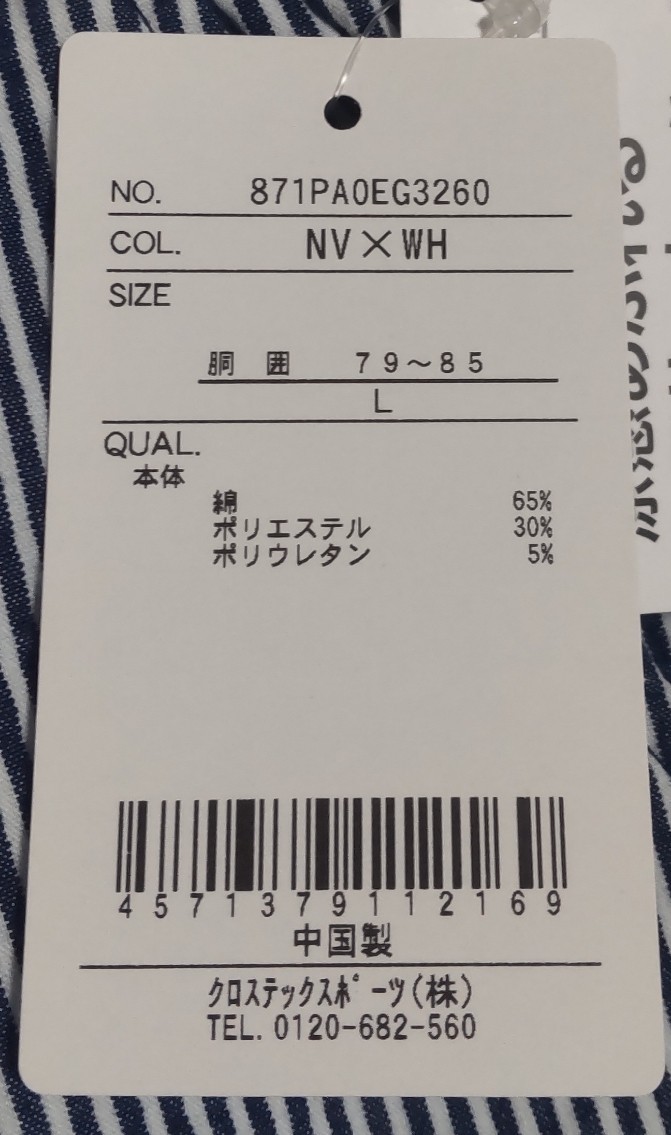 NO. 871PA0EG3260
COL. NV×WH
SIZE
胴 囲 79～85
L
QUAL.
本体
綿 65%
ポリエステル 30%
ポリウレタン 5%
4571379112169
中国製
クロステックスポーツ(株)
TEL. 0120-682-560